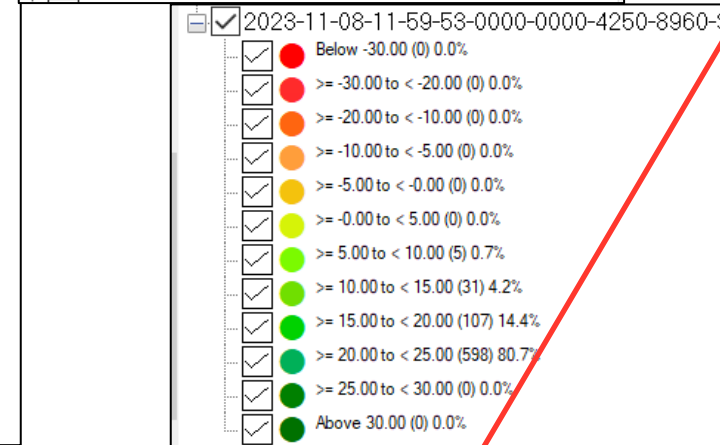 2023-11-08-11-59-53-0000-0000-4250-8960-
Below -30.00 (0) 0.0%
>= -30.00 to < -20.00 (0) 0.0%
>= -20.00 to < -10.00 (0) 0.0%
>= -10.00 to < -5.00 (0) 0.0%
>= -5.00 to < -0.00 (0) 0.0%
>= -0.00 to < 5.00 (0) 0.0%
>= 5.00 to < 10.00 (5) 0.7%
>= 10.00 to < 15.00 (31) 4.2%
>= 15.00 to < 20.00 (107) 14.4%
>= 20.00 to < 25.00 (598) 80.7%
>= 25.00 to < 30.00 (0) 0.0%
Above 30.00 (0) 0.0%